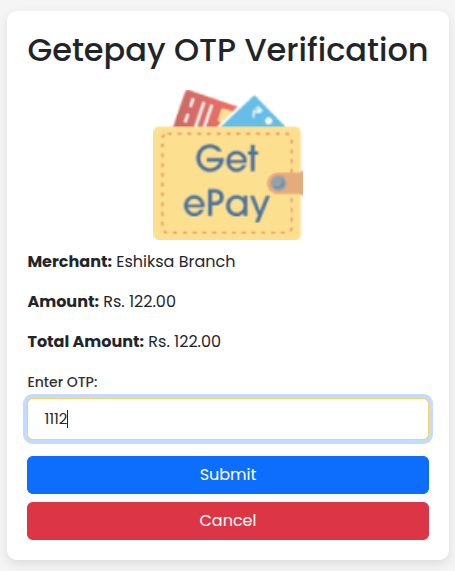 Getepay OTP Verification
Get
ePay
Merchant: Eshiksa Branch
Amount: Rs. 122.00
Total Amount: Rs. 122.00
Enter OTP:
1112
Submit
Cancel